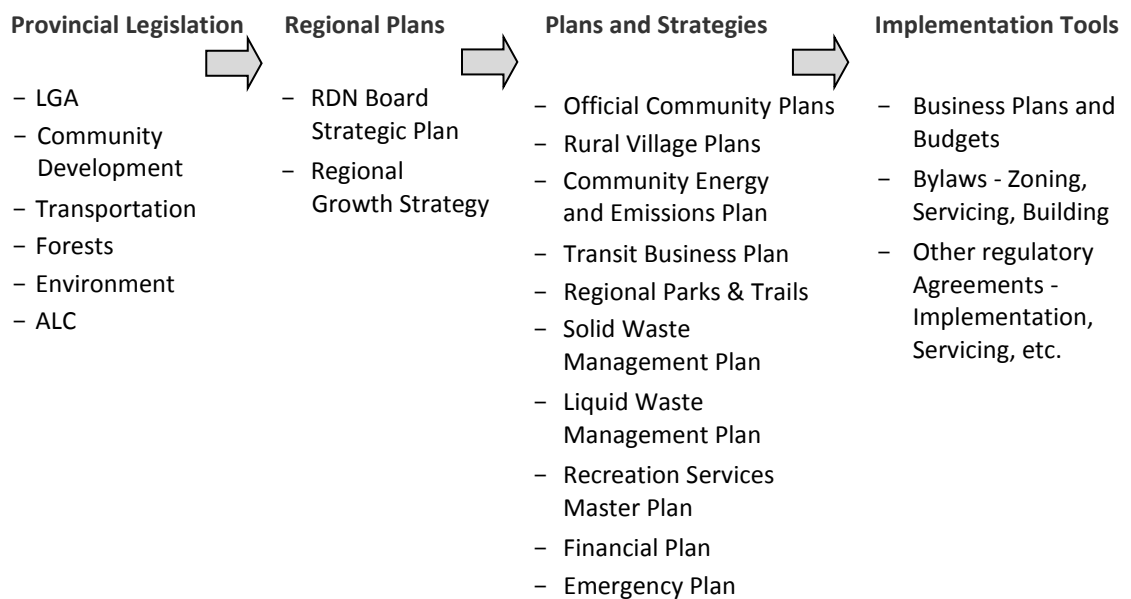 Provincial Legislation
– LGA
– Community
Development
– Transportation
– Forests
– Environment
– ALC
Regional Plans
– RDN Board
Strategic Plan
– Regional
Growth Strategy
Plans and Strategies
– Official Community Plans
– Rural Village Plans
– Community Energy
and Emissions Plan
– Transit Business Plan
– Regional Parks & Trails
– Solid Waste
Management Plan
– Liquid Waste
Management Plan
– Recreation Services
Master Plan
– Financial Plan
– Emergency Plan
Implementation Tools
– Business Plans and
Budgets
– Bylaws - Zoning,
Servicing, Building
– Other regulatory
Agreements -
Implementation,
Servicing, etc.